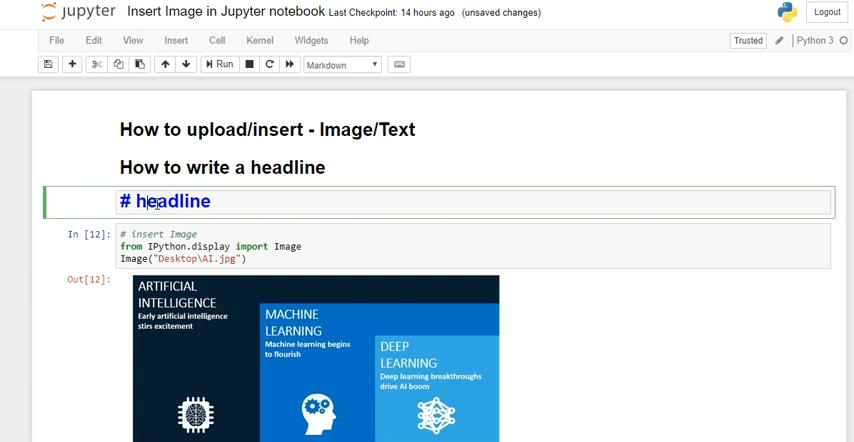 jupyter Insert Image in Jupyter notebook Last Checkpoint: 14 hours ago (unsaved changes)
Logout
File Edit View Insert Cell Kernel Widgets Help
Trusted Python 3
Run Markdown
How to upload/insert - Image/Text
How to write a headline
# headline
In [12]: # insert Image
from IPython.display import Image
Image("Desktop\AI.jpg")
Out[12]:
ARTIFICIAL
INTELLIGENCE
Early artificial intelligence
stirs excitement
MACHINE
LEARNING
Machine learning begins
to flourish
DEEP
LEARNING
Deep learning breakthroughs
drive AI boom